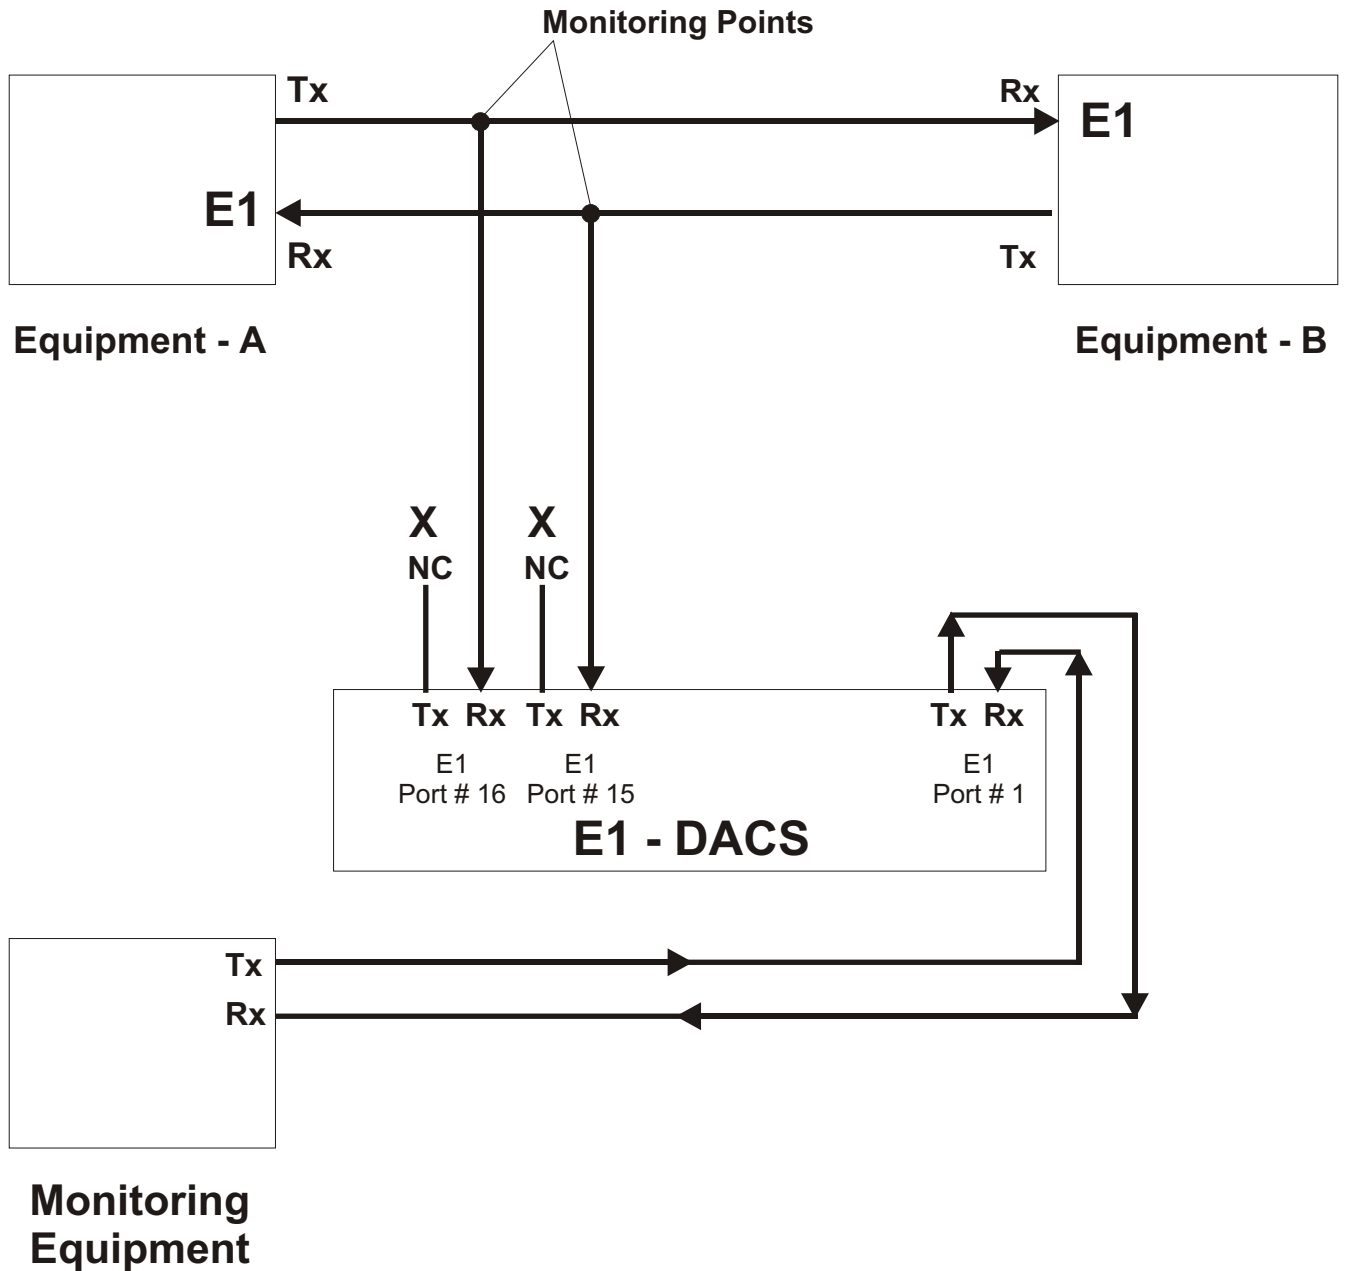 Monitoring Points
Tx
Rx
E1
E1
Rx
Tx
Equipment - A
Equipment - B
X
X
NC
NC
Tx Rx Tx Rx
Tx Rx
E1
E1
E1
Port # 16
Port # 15
Port # 1
E1 - DACS
Tx
Rx
Monitoring
Equipment